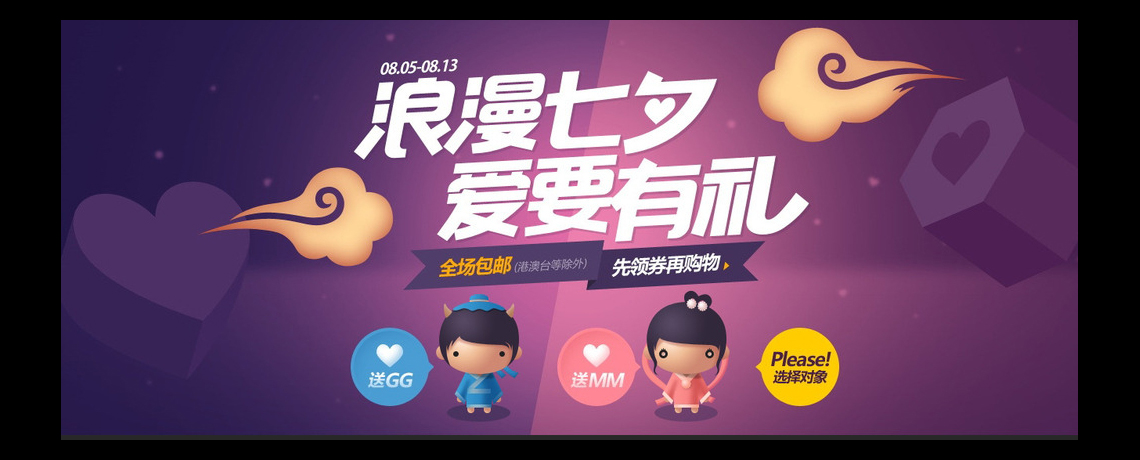 08.05-08.13
浪漫七夕
爱要有礼
全场包邮 (港澳台等除外) 先领券再购物
送GG
送MM
Please!
选择对象